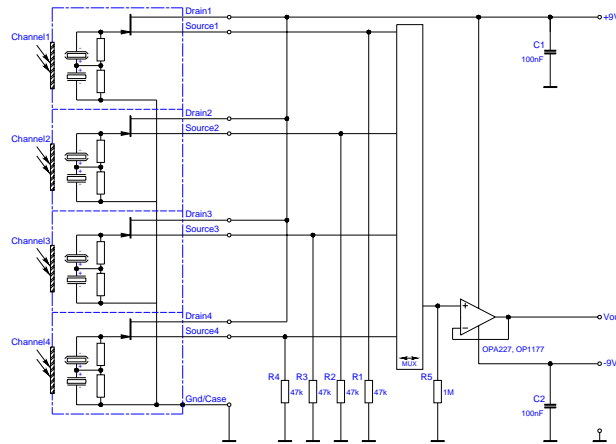 Drain1
+9V
Source1
Channel1
C1
100nF
Drain2
Source2
Channel2
Drain3
Source3
Channel3
Drain4
Source4
Channel4
OPA227, OP1177
MUX
-9V
R4 R3 R2 R1 R5
47k 47k 47k 47k 1M
Gnd/Case
C2
100nF